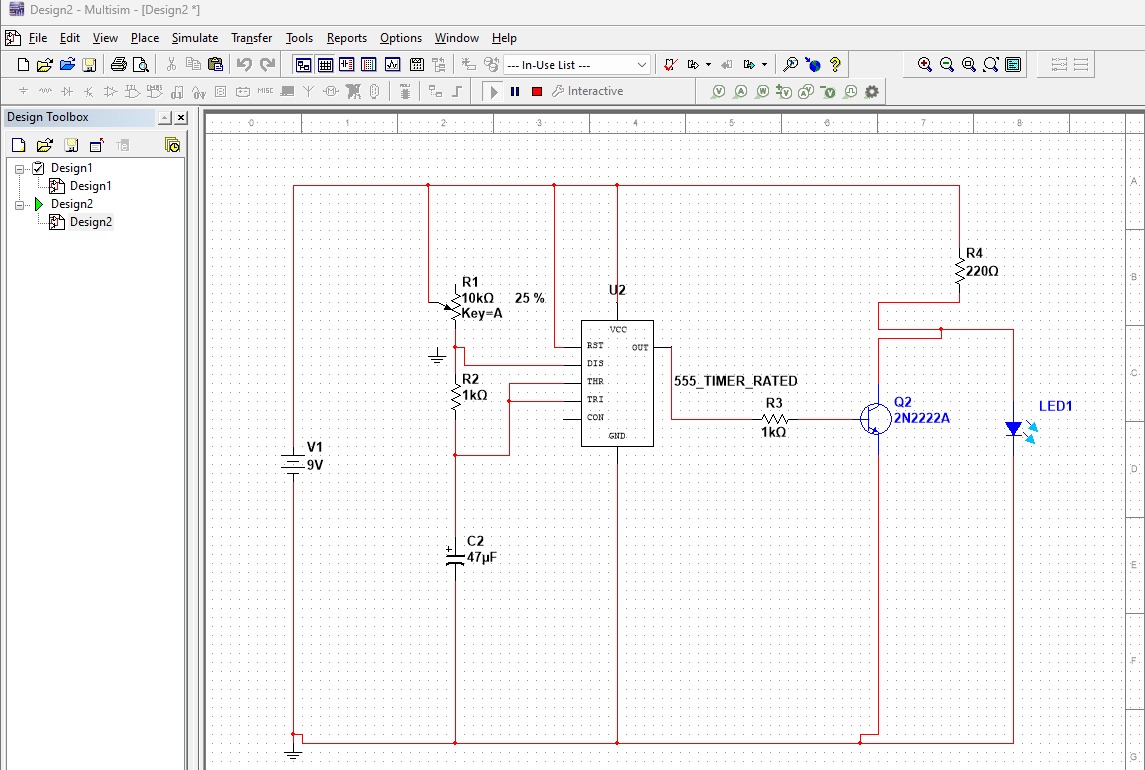 Design2 - Multisim - [Design2 *]
File Edit View Place Simulate Transfer Tools Reports Options Window Help
--- In-Use List ---
MISC
Interactive
Design Toolbox
Design1
Design1
Design2
Design2
0 1 2 3 4 5 6 7 8
A
B
C
D
E
F
G
R1
10kΩ
Key=A
25 %
R2
1kΩ
C2
+
47µF
V1
9V
U2
VCC
RST
DIS
THR
TRI
CON
OUT
GND
555_TIMER_RATED
R3
1kΩ
R4
220Ω
Q2
2N2222A
LED1